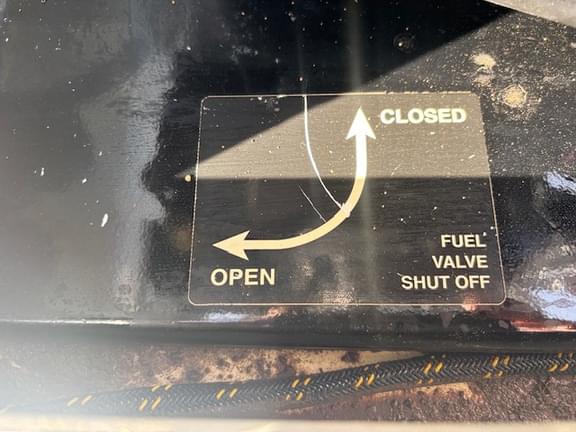 CLOSED
OPEN
FUEL
VALVE
SHUT OFF